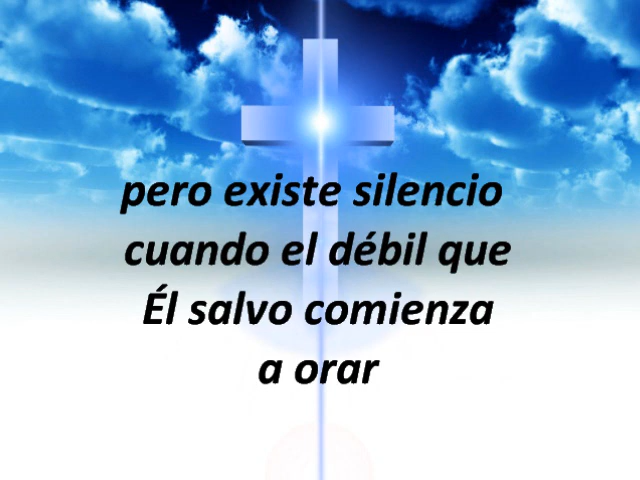 pero existe silencio
cuando el débil que
Él salvo comienza
a orar